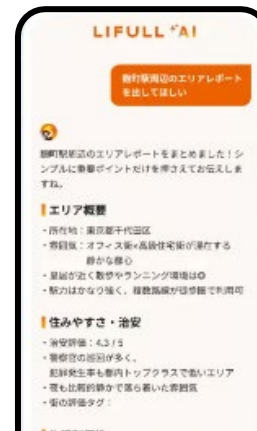 LIFULL AI
麹町駅周辺のエリアレポート
を出してほしい
麹町駅周辺のエリアレポートをまとめました！シ
ンプルに重要ポイントだけを押さえてお伝えしま
すね。
エリア概要
・所在地：東京都千代田区
・雰囲気：オフィス街×高級住宅街が混在する
静かな都心
・皇居が近く散歩やランニング環境は◎
・駅力はかなり強く、複数路線が徒歩圏で利用可
住みやすさ・治安
・治安評価：4.3 / 5
・警察官の巡回が多く、
犯罪発生率も都内トップクラスで低いエリア
・夜も比較的静かで落ち着いた雰囲気
・街の評価タグ：